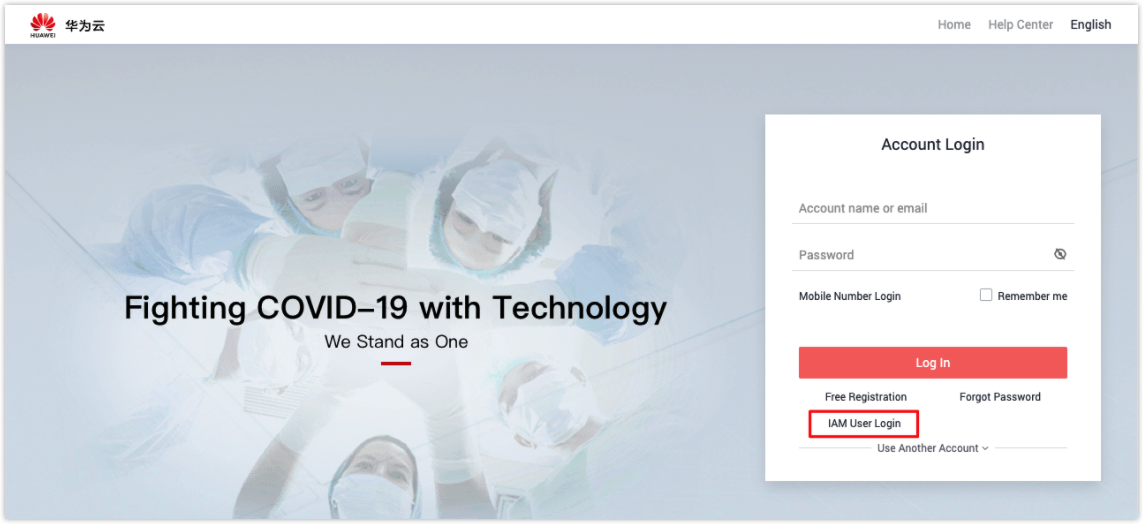 HUAWEI
华为云
Home Help Center English
Account Login
Account name or email
Password
Mobile Number Login Remember me
Fighting COVID–19 with Technology
We Stand as One
Log In
Free Registration Forgot Password
IAM User Login
Use Another Account